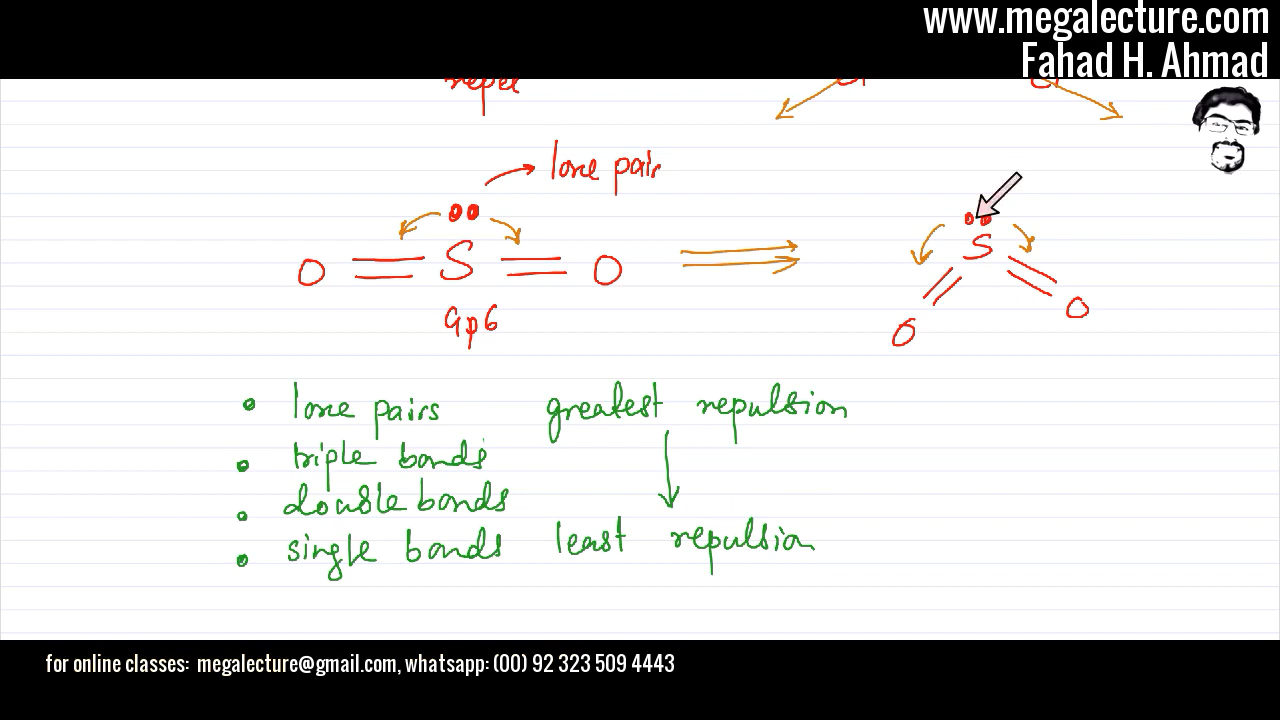 www.megalecture.com
Fahad H. Ahmad
repel
lone pair
O = S = O
Gp6
S
O
O
• lone pairs greatest repulsion
• triple bonds
• double bonds
• single bonds least repulsion
for online classes: megalecture@gmail.com, whatsapp: (00) 92 323 509 4443